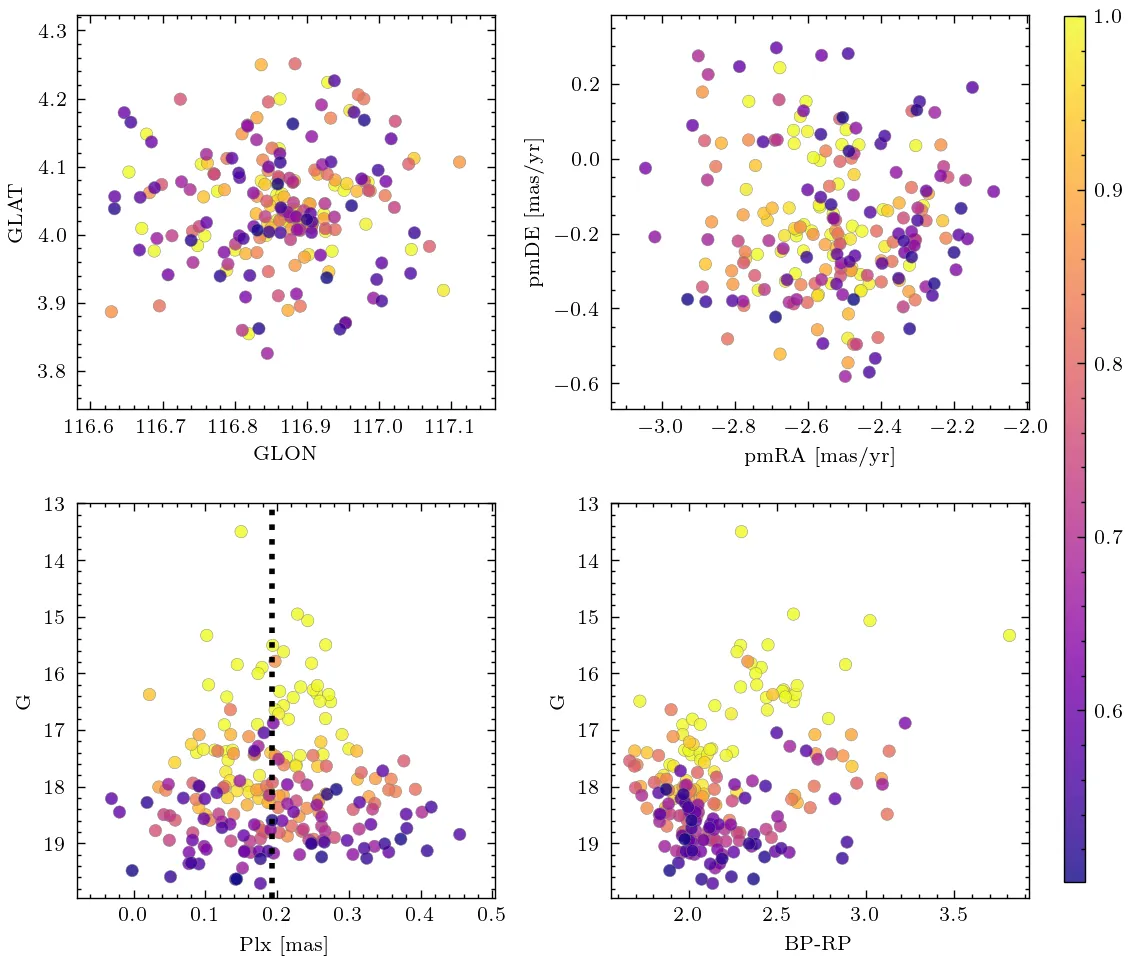 4.3
4.2
4.1
4.0
3.9
3.8
GLAT
116.6 116.7 116.8 116.9 117.0 117.1
GLON
0.2
0.0
−0.2
−0.4
−0.6
pmDE [mas/yr]
−3.0 −2.8 −2.6 −2.4 −2.2 −2.0
pmRA [mas/yr]
13
14
15
16
17
18
19
G
0.0 0.1 0.2 0.3 0.4 0.5
Plx [mas]
13
14
15
16
17
18
19
G
2.0 2.5 3.0 3.5
BP-RP
1.0
0.9
0.8
0.7
0.6